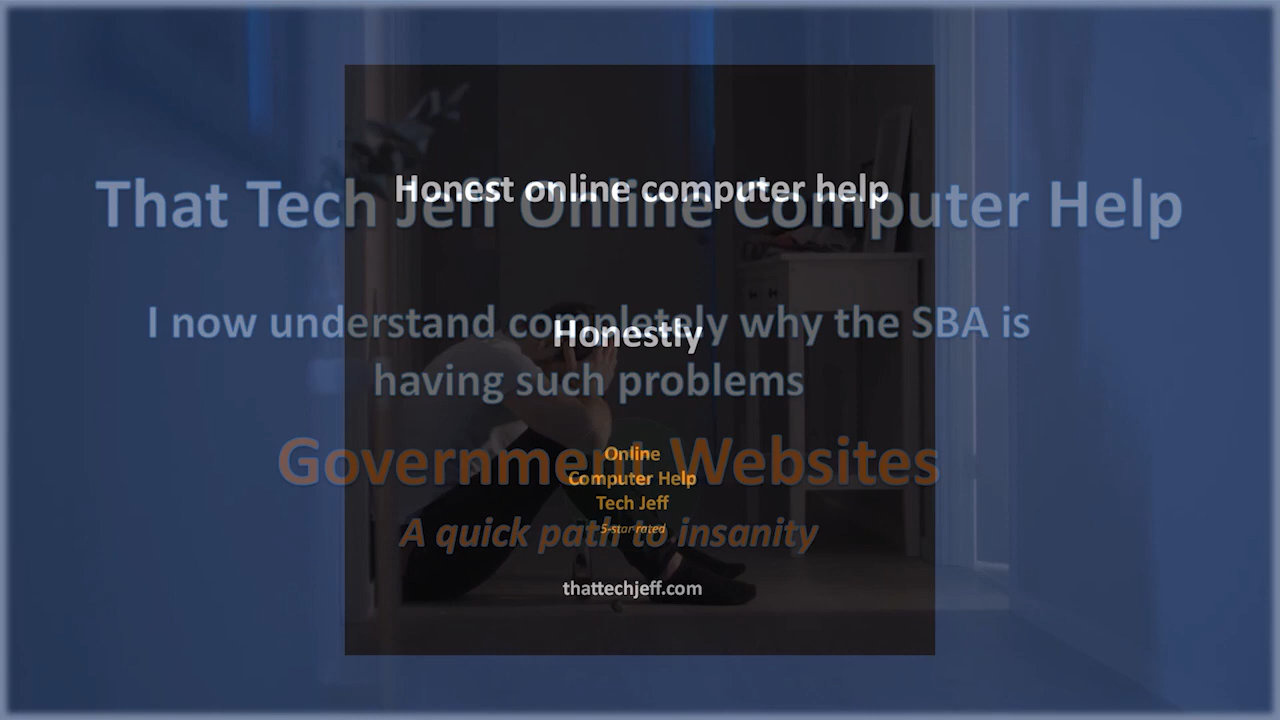 Honest online computer help
That Tech Jeff Online Computer Help
I now understand completely why the SBA is
having such problems
Honestly
Government Websites
A quick path to insanity
Online
Computer Help
Tech Jeff
5-star rated
thattechjeff.com